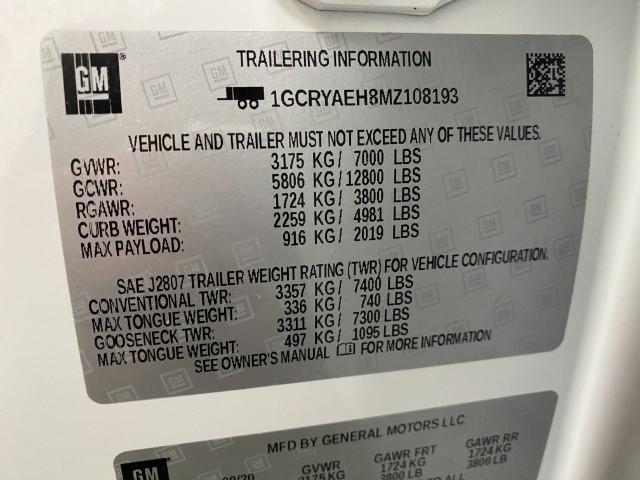 GM
TRAILERING INFORMATION
1GCRYAEH8MZ108193
VEHICLE AND TRAILER MUST NOT EXCEED ANY OF THESE VALUES.
GVWR: 3175 KG/ 7000 LBS
GCWR: 5806 KG/12800 LBS
RGAWR: 1724 KG/ 3800 LBS
CURB WEIGHT: 2259 KG/ 4981 LBS
MAX PAYLOAD: 916 KG/ 2019 LBS
SAE J2807 TRAILER WEIGHT RATING (TWR) FOR VEHICLE CONFIGURATION.
CONVENTIONAL TWR: 3357 KG/ 7400 LBS
MAX TONGUE WEIGHT: 336 KG/ 740 LBS
GOOSENECK TWR: 3311 KG/ 7300 LBS
MAX TONGUE WEIGHT: 497 KG/ 1095 LBS
SEE OWNER'S MANUAL FOR MORE INFORMATION
MFD BY GENERAL MOTORS LLC
GM
GVWR GAWR FRT GAWR RR
3175KG 1724KG 1724 KG
3800LB 3800 LB